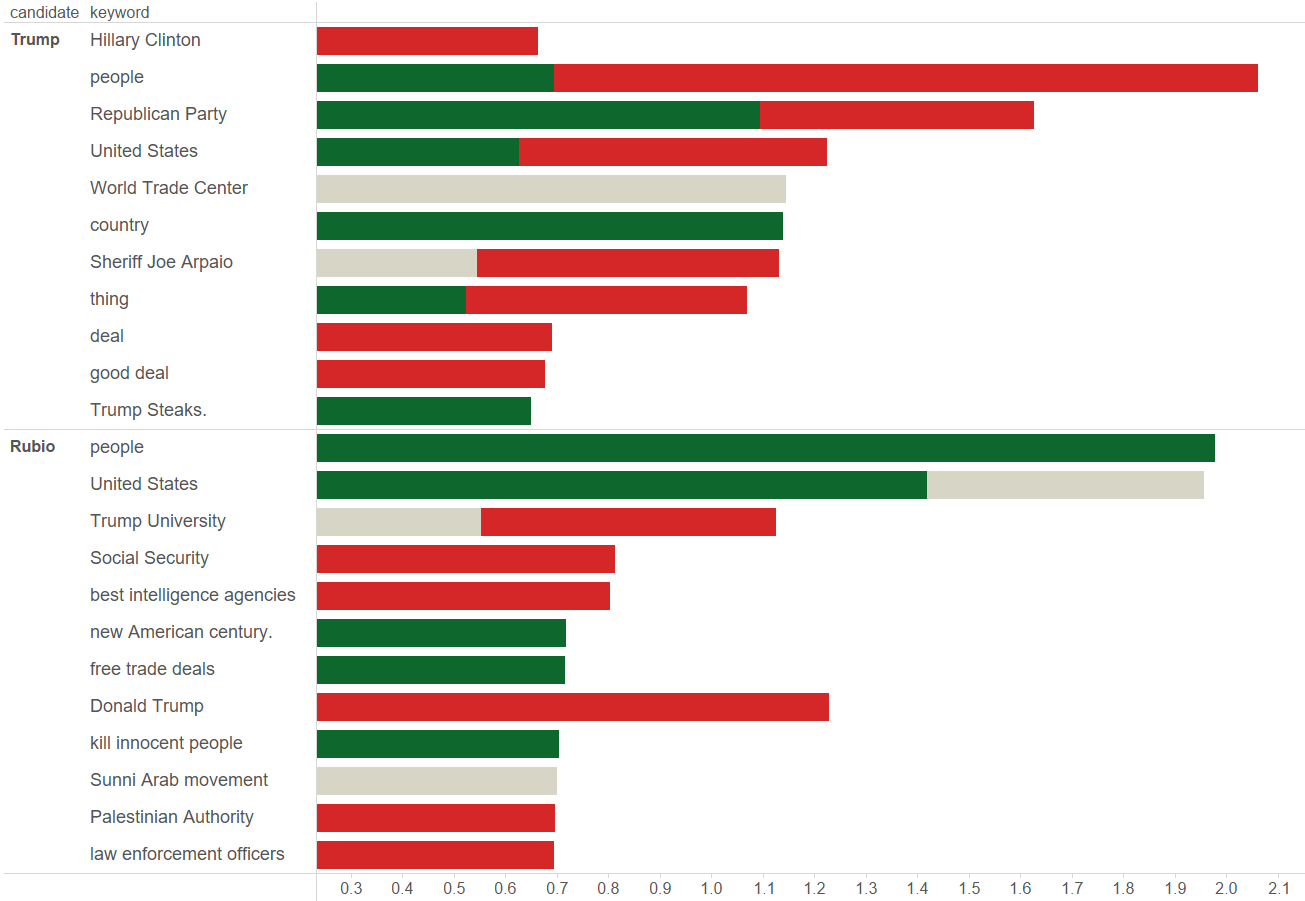 candidate keyword
Trump Hillary Clinton
people
Republican Party
United States
World Trade Center
country
Sheriff Joe Arpaio
thing
deal
good deal
Trump Steaks.
Rubio people
United States
Trump University
Social Security
best intelligence agencies
new American century.
free trade deals
Donald Trump
kill innocent people
Sunni Arab movement
Palestinian Authority
law enforcement officers
0.3 0.4 0.5 0.6 0.7 0.8 0.9 1.0 1.1 1.2 1.3 1.4 1.5 1.6 1.7 1.8 1.9 2.0 2.1